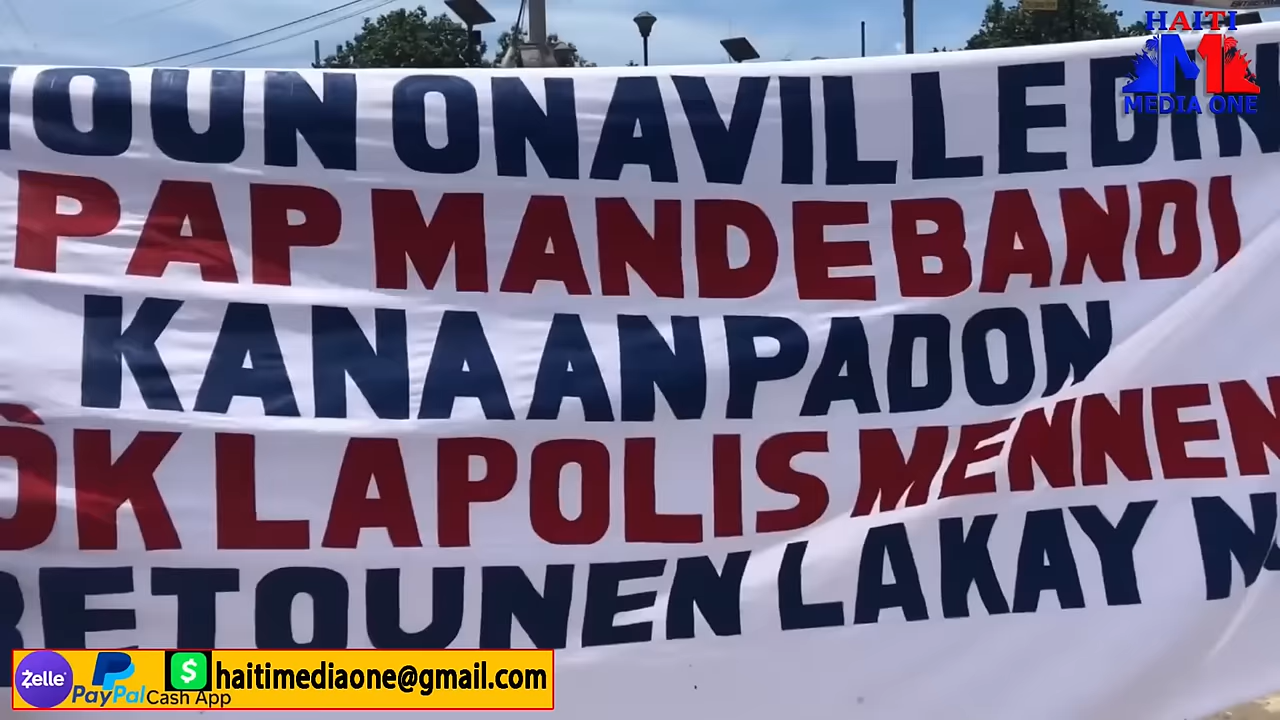 HAITI
MEDIA ONE
MOUN ONAVILLE DIN
PAP MANDE BANDI
KANAAN PADON
ÒK LAPOLIS MENNEN
RETOUNEN LAKAY N
Zelle
PayPal
Cash App
haitimediaone@gmail.com